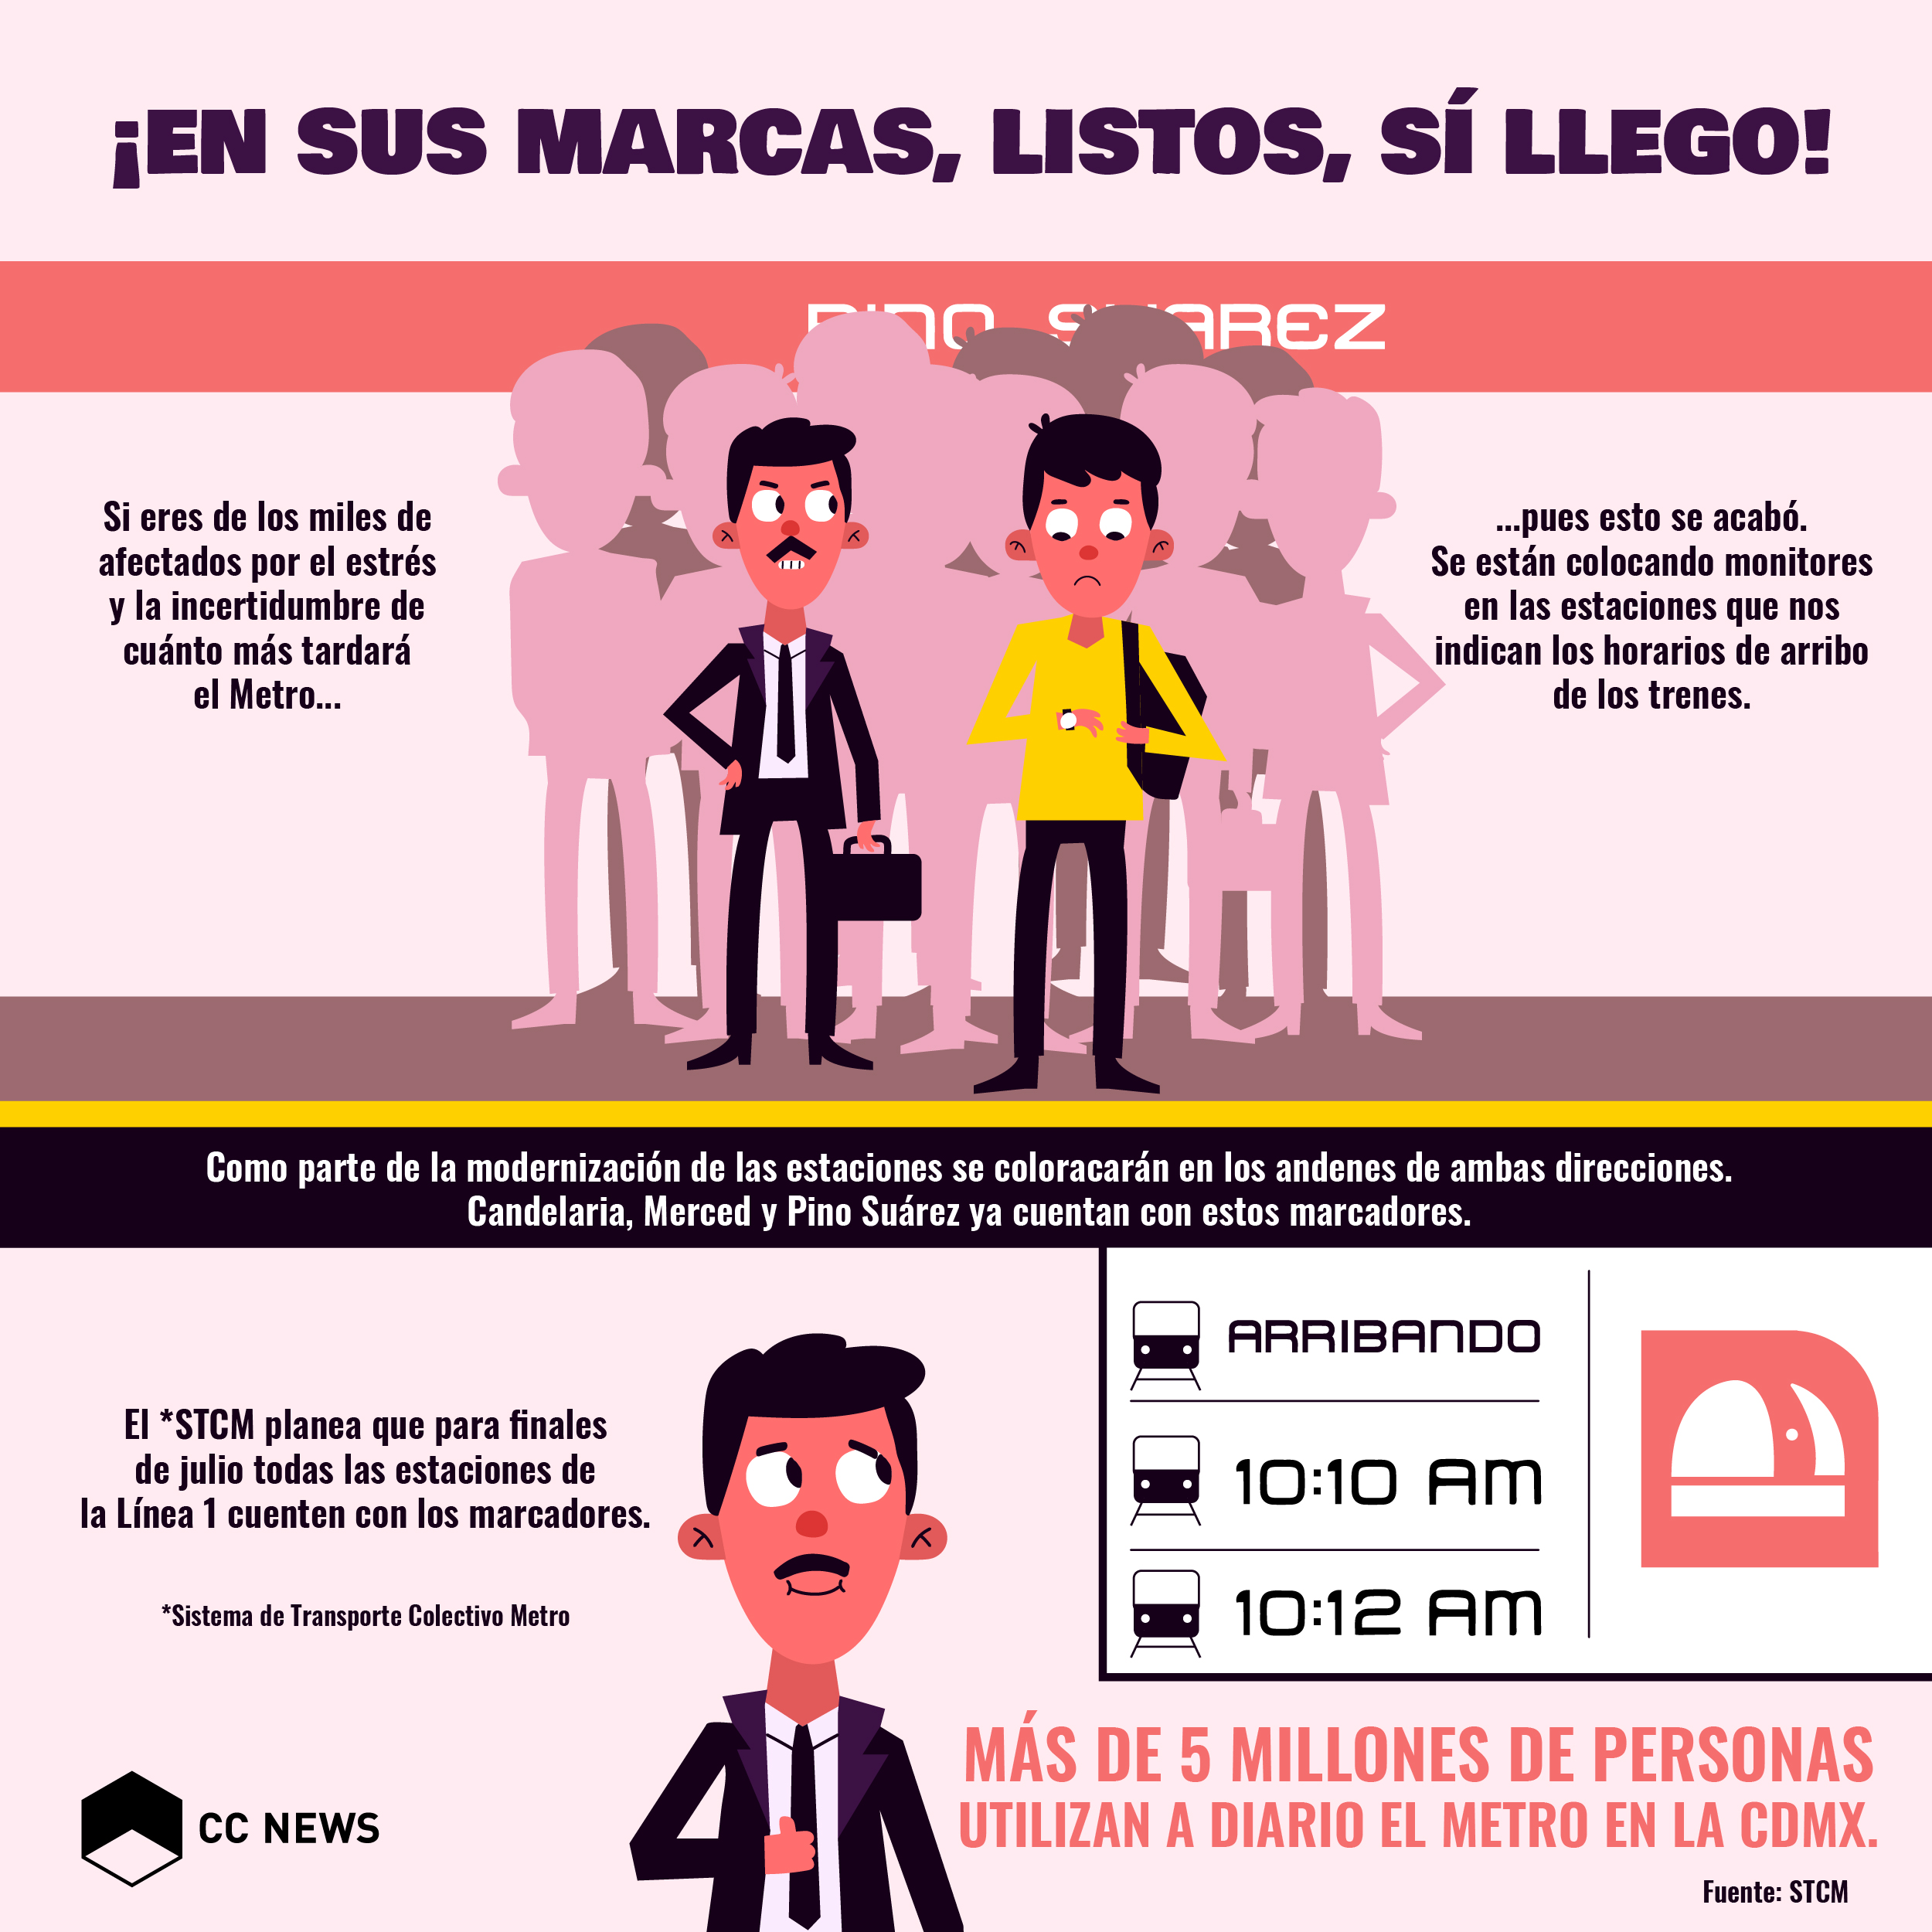 ¡EN SUS MARCAS, LISTOS, SÍ LLEGO!
PINO SUAREZ
Si eres de los miles de
afectados por el estrés
y la incertidumbre de
cuánto más tardará
el Metro...
...pues esto se acabó.
Se están colocando monitores
en las estaciones que nos
indican los horarios de arribo
de los trenes.
Como parte de la modernización de las estaciones se coloracarán en los andenes de ambas direcciones.
Candelaria, Merced y Pino Suárez ya cuentan con estos marcadores.
El *STCM planea que para finales
de julio todas las estaciones de
la Línea 1 cuenten con los marcadores.
*Sistema de Transporte Colectivo Metro
ARRIBANDO
10:10 AM
10:12 AM
MÁS DE 5 MILLONES DE PERSONAS
UTILIZAN A DIARIO EL METRO EN LA CDMX.
CC NEWS
Fuente: STCM